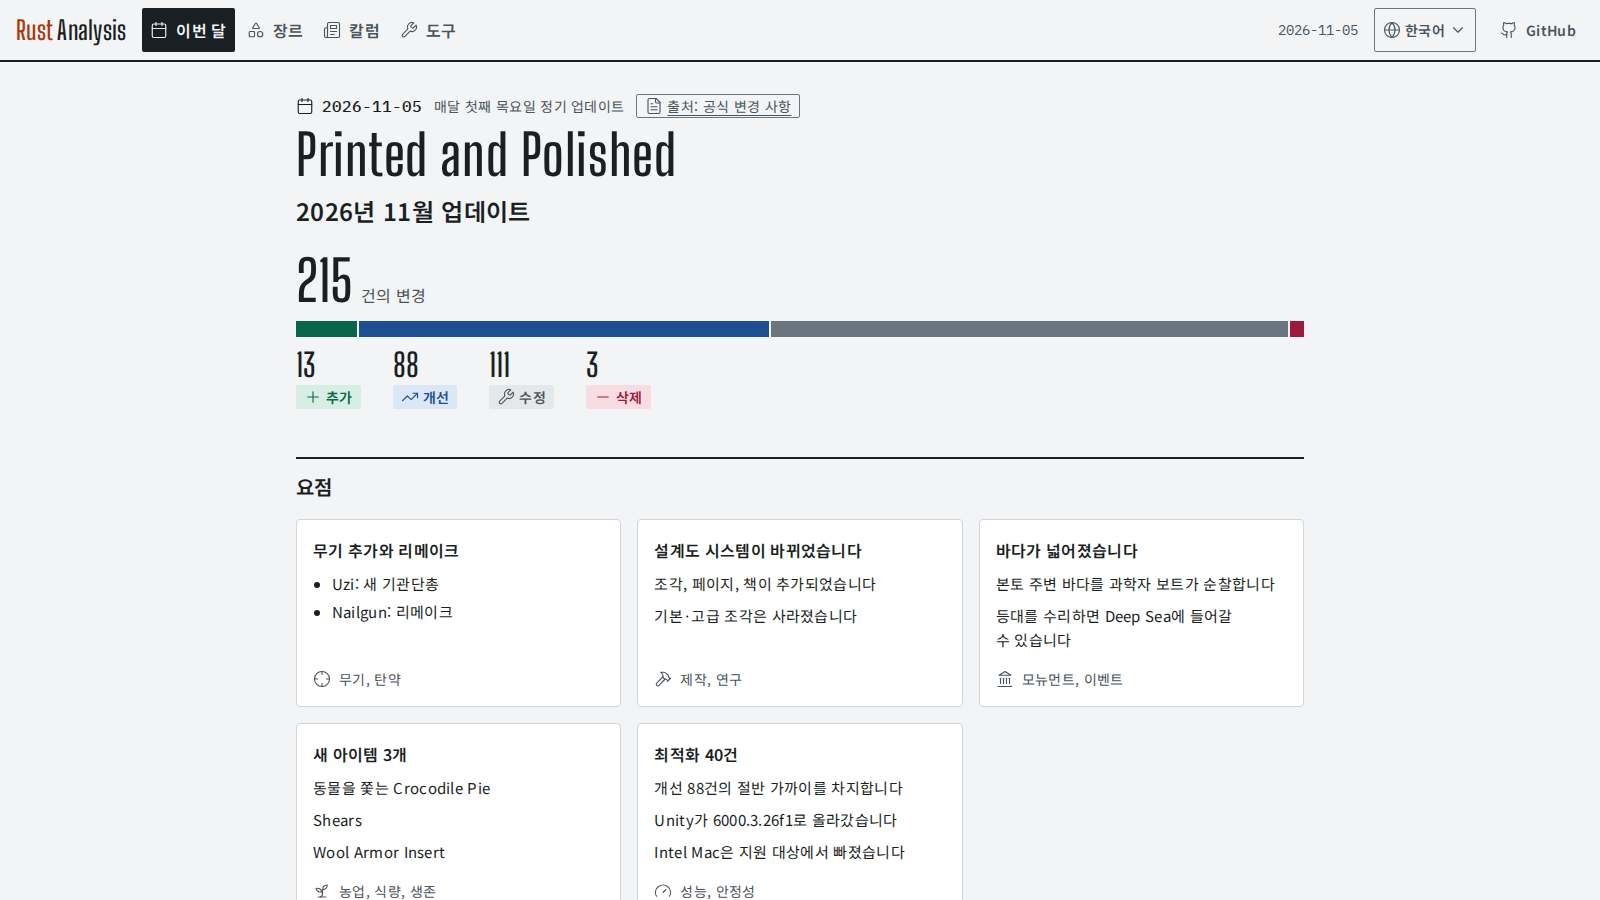 Rust Analysis
이번 달
장르
칼럼
도구
2026-11-05
한국어
GitHub
2026-11-05 매달 첫째 목요일 정기 업데이트 출처: 공식 변경 사항
Printed and Polished
2026년 11월 업데이트
215 건의 변경
13 88 111 3
추가 개선 수정 삭제
요점
무기 추가와 리메이크
Uzi: 새 기관단총
Nailgun: 리메이크
무기, 탄약
설계도 시스템이 바뀌었습니다
조각, 페이지, 책이 추가되었습니다
기본·고급 조각은 사라졌습니다
제작, 연구
바다가 넓어졌습니다
본토 주변 바다를 과학자 보트가 순찰합니다
등대를 수리하면 Deep Sea에 들어갈
수 있습니다
모뉴먼트, 이벤트
새 아이템 3개
동물을 쫓는 Crocodile Pie
Shears
Wool Armor Insert
농업, 식량, 생존
최적화 40건
개선 88건의 절반 가까이를 차지합니다
Unity가 6000.3.26f1로 올라갔습니다
Intel Mac은 지원 대상에서 빠졌습니다
성능, 안정성